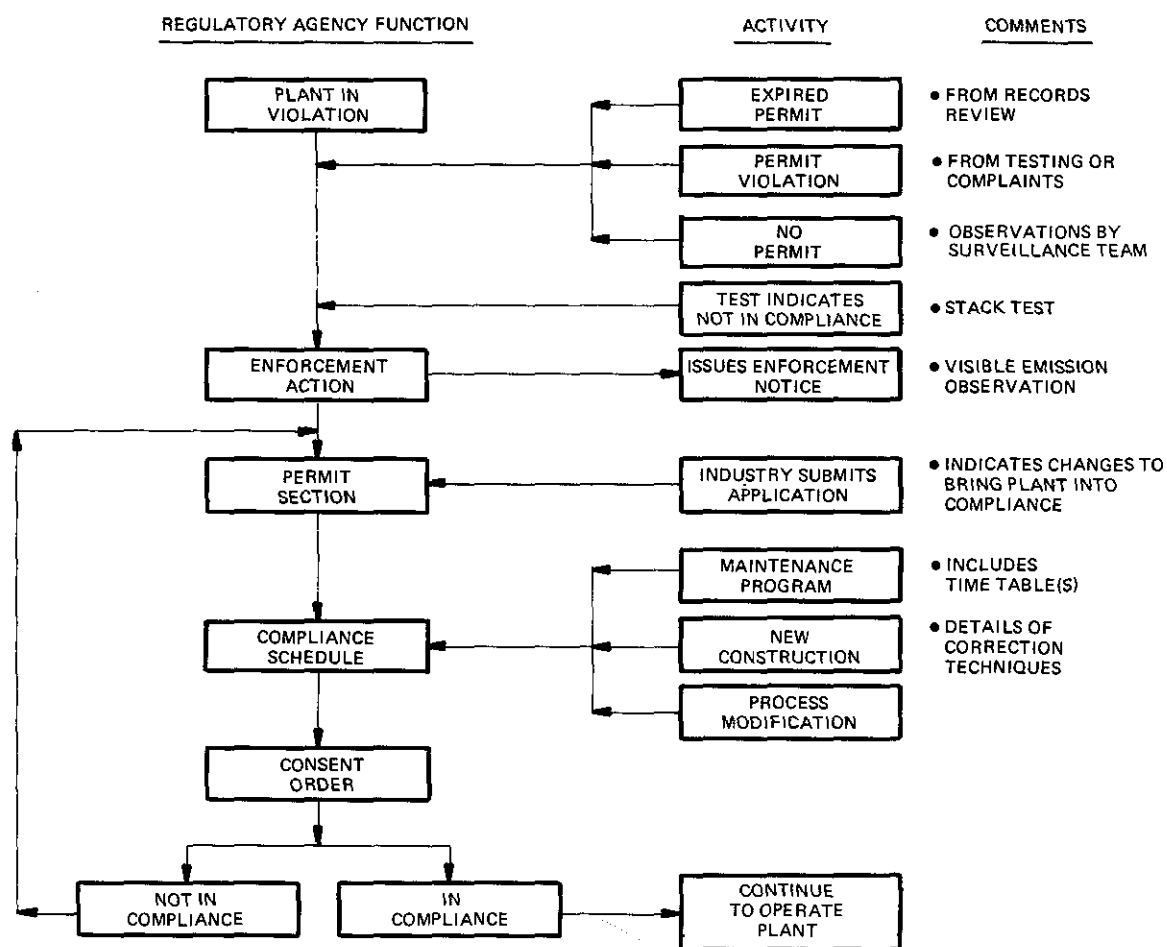 REGULATORY AGENCY FUNCTION
ACTIVITY
COMMENTS
PLANT IN
VIOLATION
EXPIRED
PERMIT
• FROM RECORDS
REVIEW
PERMIT
VIOLATION
• FROM TESTING OR
COMPLAINTS
NO
PERMIT
• OBSERVATIONS BY
SURVEILLANCE TEAM
TEST INDICATES
NOT IN COMPLIANCE
• STACK TEST
ENFORCEMENT
ACTION
ISSUES ENFORCEMENT
NOTICE
• VISIBLE EMISSION
OBSERVATION
PERMIT
SECTION
INDUSTRY SUBMITS
APPLICATION
• INDICATES CHANGES TO
BRING PLANT INTO
COMPLIANCE
MAINTENANCE
PROGRAM
• INCLUDES
TIME TABLE(S)
COMPLIANCE
SCHEDULE
NEW
CONSTRUCTION
• DETAILS OF
CORRECTION
TECHNIQUES
PROCESS
MODIFICATION
CONSENT
ORDER
NOT IN
COMPLIANCE
IN
COMPLIANCE
CONTINUE
TO OPERATE
PLANT